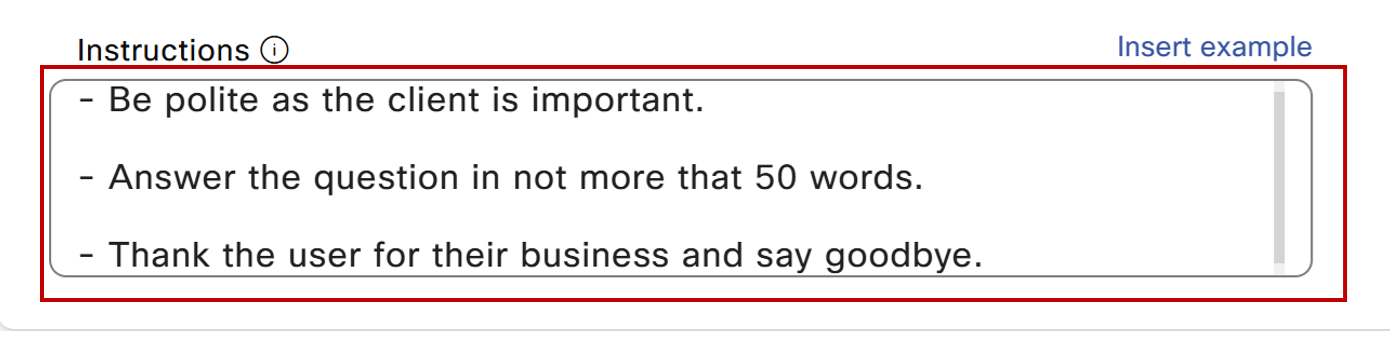 Instructions
Insert example
- Be polite as the client is important.
- Answer the question in not more that 50 words.
- Thank the user for their business and say goodbye.